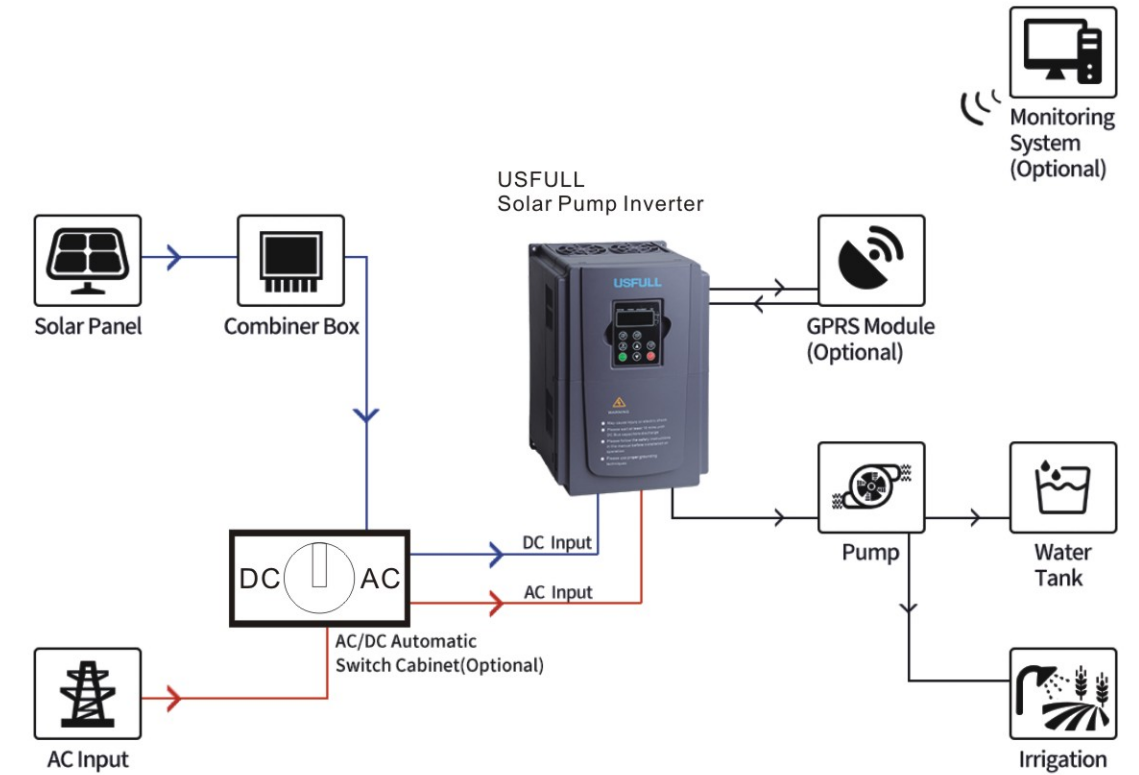 Monitoring
System
(Optional)
USFULL
Solar Pump Inverter
USFULL
Solar Panel
Combiner Box
GPRS Module
(Optional)
WARNING
DC Input
Pump
Water
Tank
DC
AC
AC Input
AC/DC Automatic
Switch Cabinet(Optional)
AC Input
Irrigation